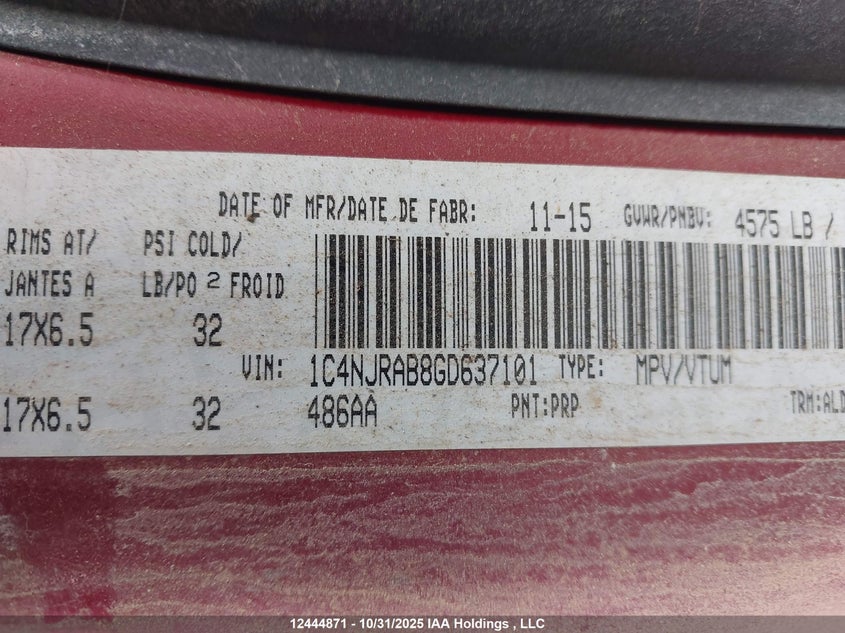 DATE OF MFR/DATE DE FABR: 11-15 GVWR/PNBV: 4575 LB /
RIMS AT/ PSI COLD/
JANTES A LB/PO 2 FROID
17X6.5 32
VIN: 1C4NJRAB8GD637101 TYPE: MPV/VTUM
17X6.5 32 486AA PNT:PRP TRM:ALD
12444871 - 10/31/2025 IAA Holdings , LLC